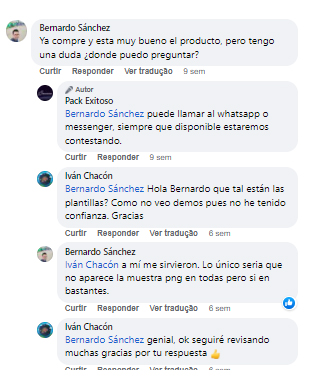 Bernardo Sánchez
Ya compre y esta muy bueno el producto, pero tengo
una duda ¿donde puedo preguntar?
Curtir Responder Ver tradução 9 sem
Autor
Pack Exitoso
Bernardo Sánchez puede llamar al whatsapp o
messenger, siempre que disponible estaremos
contestando.
Curtir Responder 9 sem
Iván Chacón
Bernardo Sánchez Hola Bernardo que tal están las
plantillas? Como no veo demos pues no he tenido
confianza. Gracias
Curtir Responder Ver tradução 6 sem
Bernardo Sánchez
Iván Chacón a mí me sirvieron. Lo único seria que
no aparece la muestra png en todas pero si en
bastantes.
Curtir Responder Ver tradução 6 sem
Iván Chacón
Bernardo Sánchez genial, ok seguiré revisando
muchas gracias por tu respuesta 👍
Curtir Responder Ver tradução 6 sem